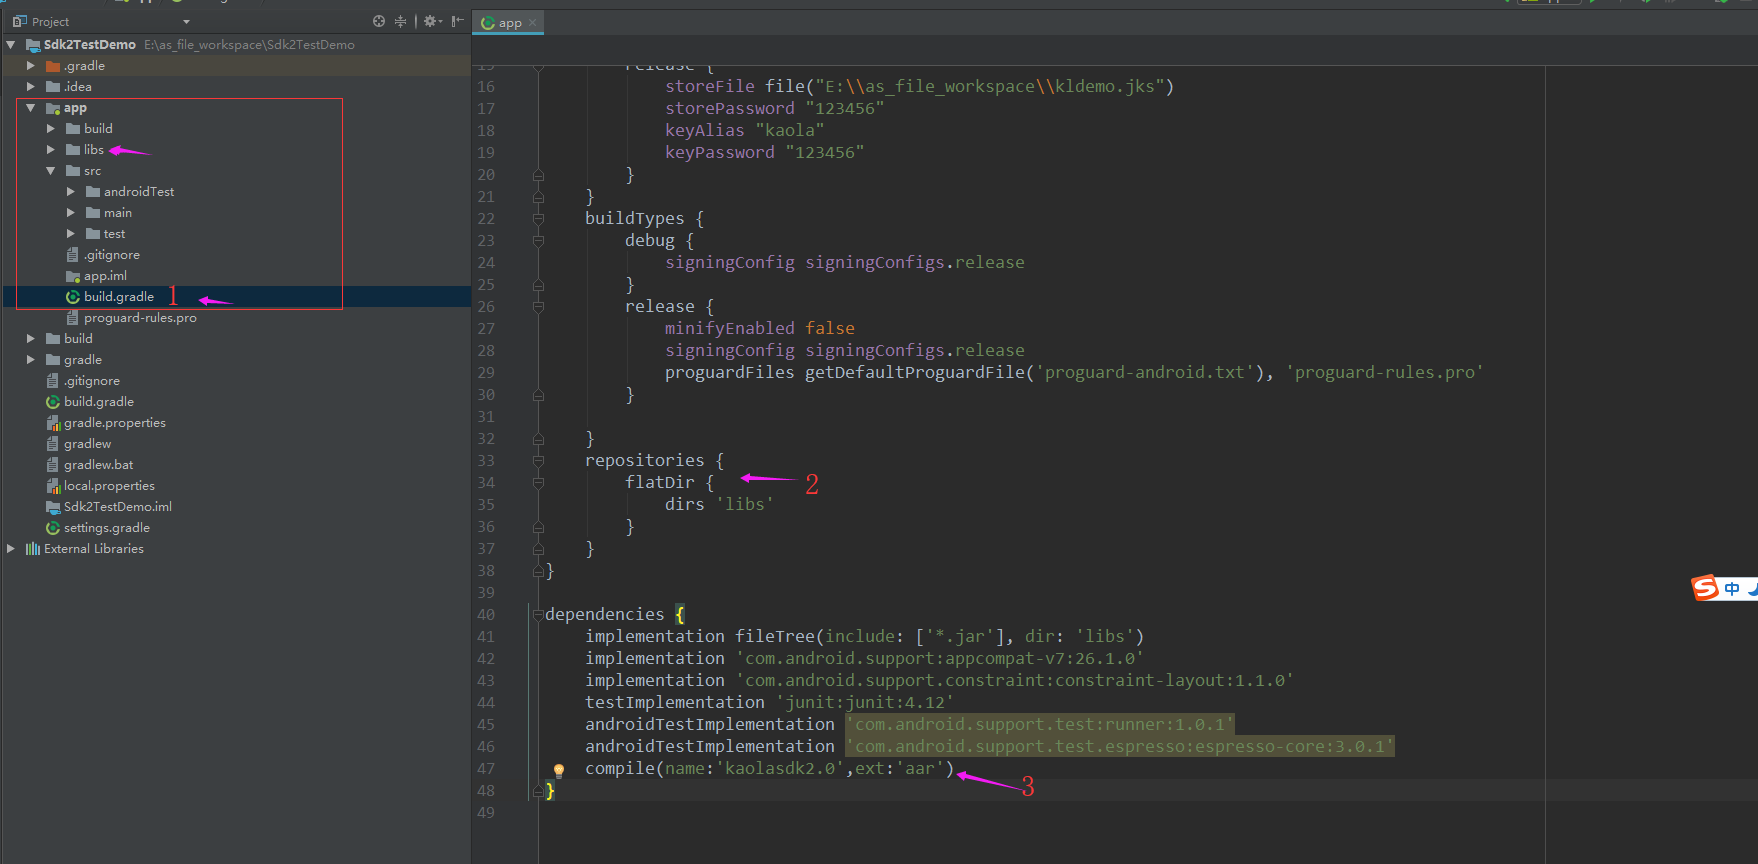 Project
Sdk2TestDemo E:\as_file_workspace\Sdk2TestDemo
.gradle
.idea
app
build
libs
src
androidTest
main
test
.gitignore
app.iml
build.gradle 1
proguard-rules.pro
build
gradle
.gitignore
build.gradle
gradle.properties
gradlew
gradlew.bat
local.properties
Sdk2TestDemo.iml
settings.gradle
External Libraries
app
15 release {
16 storeFile file("E:\\as_file_workspace\\kldemo.jks")
17 storePassword "123456"
18 keyAlias "kaola"
19 keyPassword "123456"
20 }
21 }
22 buildTypes {
23 debug {
24 signingConfig signingConfigs.release
25 }
26 release {
27 minifyEnabled false
28 signingConfig signingConfigs.release
29 proguardFiles getDefaultProguardFile('proguard-android.txt'), 'proguard-rules.pro'
30 }
31
32 }
33 repositories {
34 flatDir { 2
35 dirs 'libs'
36 }
37 }
38 }
39
40 dependencies {
41 implementation fileTree(include: ['*.jar'], dir: 'libs')
42 implementation 'com.android.support:appcompat-v7:26.1.0'
43 implementation 'com.android.support.constraint:constraint-layout:1.1.0'
44 testImplementation 'junit:junit:4.12'
45 androidTestImplementation 'com.android.support.test:runner:1.0.1'
46 androidTestImplementation 'com.android.support.test.espresso:espresso-core:3.0.1'
47 compile(name:'kaolasdk2.0',ext:'aar') 3
48 }
49
S 中